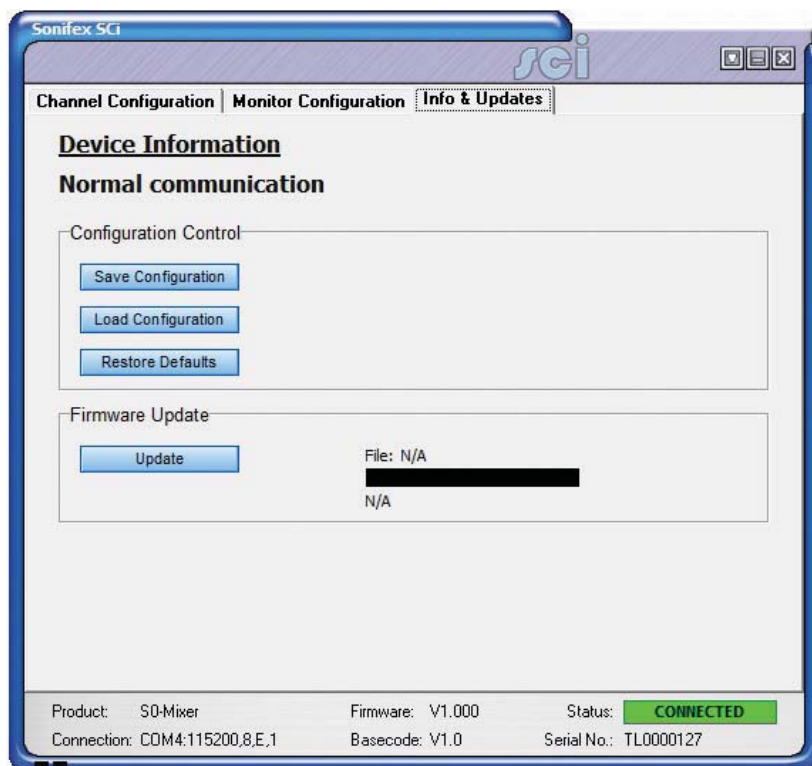 Sonifex SCi
sci
Channel Configuration Monitor Configuration Info & Updates
Device Information
Normal communication
Configuration Control
Save Configuration
Load Configuration
Restore Defaults
Firmware Update
Update File: N/A
N/A
Product: S0-Mixer Firmware: V1.000 Status: CONNECTED
Connection: COM4:115200,8,E,1 Basecode: V1.0 Serial No.: TL0000127